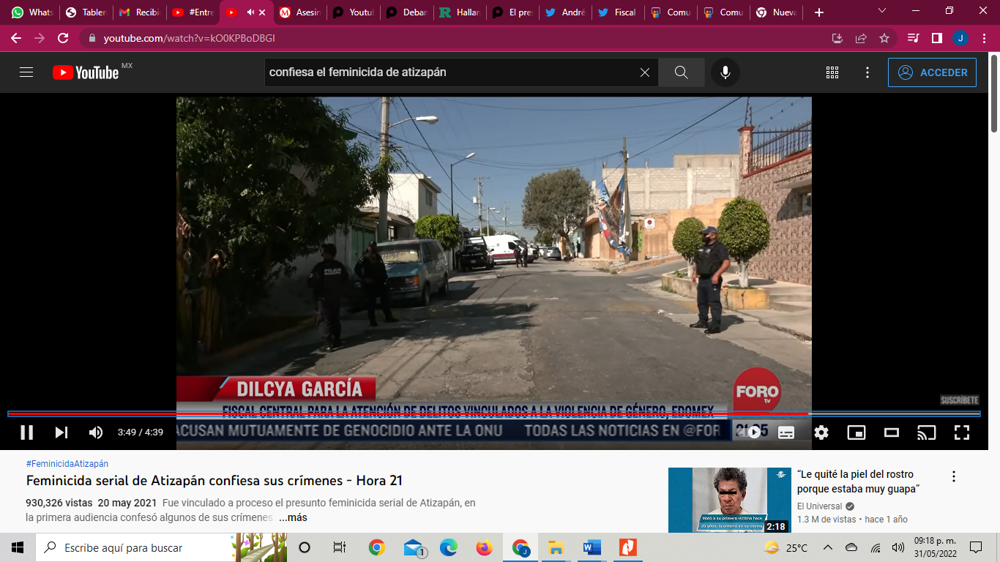 Whats
Tabler
Recibi
#Entre
Asesin
Youtul
Debar
Hallar
El pre
André
Fiscal
Comu
Comu
Nueva
youtube.com/watch?v=kO0KPBoDBGI
J
YouTube MX
confiesa el feminicida de atizapán
ACCEDER
POLICIA
DILCYA GARCÍA
FORO
tv
FISCAL CENTRAL PARA LA ATENCIÓN DE DELITOS VINCULADOS A LA VIOLENCIA DE GÉNERO, EDOMEX
SUSCRÍBETE
ACUSAN MUTUAMENTE DE GENOCIDIO ANTE LA ONU TODAS LAS NOTICIAS EN @FOR
3:49 / 4:39
#FeminicidaAtizapán
Feminicida serial de Atizapán confiesa sus crímenes - Hora 21
930,326 vistas 20 may 2021 Fue vinculado a proceso el presunto feminicida serial de Atizapán, en
la primera audiencia confesó algunos de sus crímenes. ...más
Mató a su primera víctima hace
20 años; la enterró en su cocina
2:18
“Le quité la piel del rostro
porque estaba muy guapa”
El Universal
1.3 M de vistas • hace 1 año
Escribe aquí para buscar
1
J
25°C
09:18 p. m.
31/05/2022